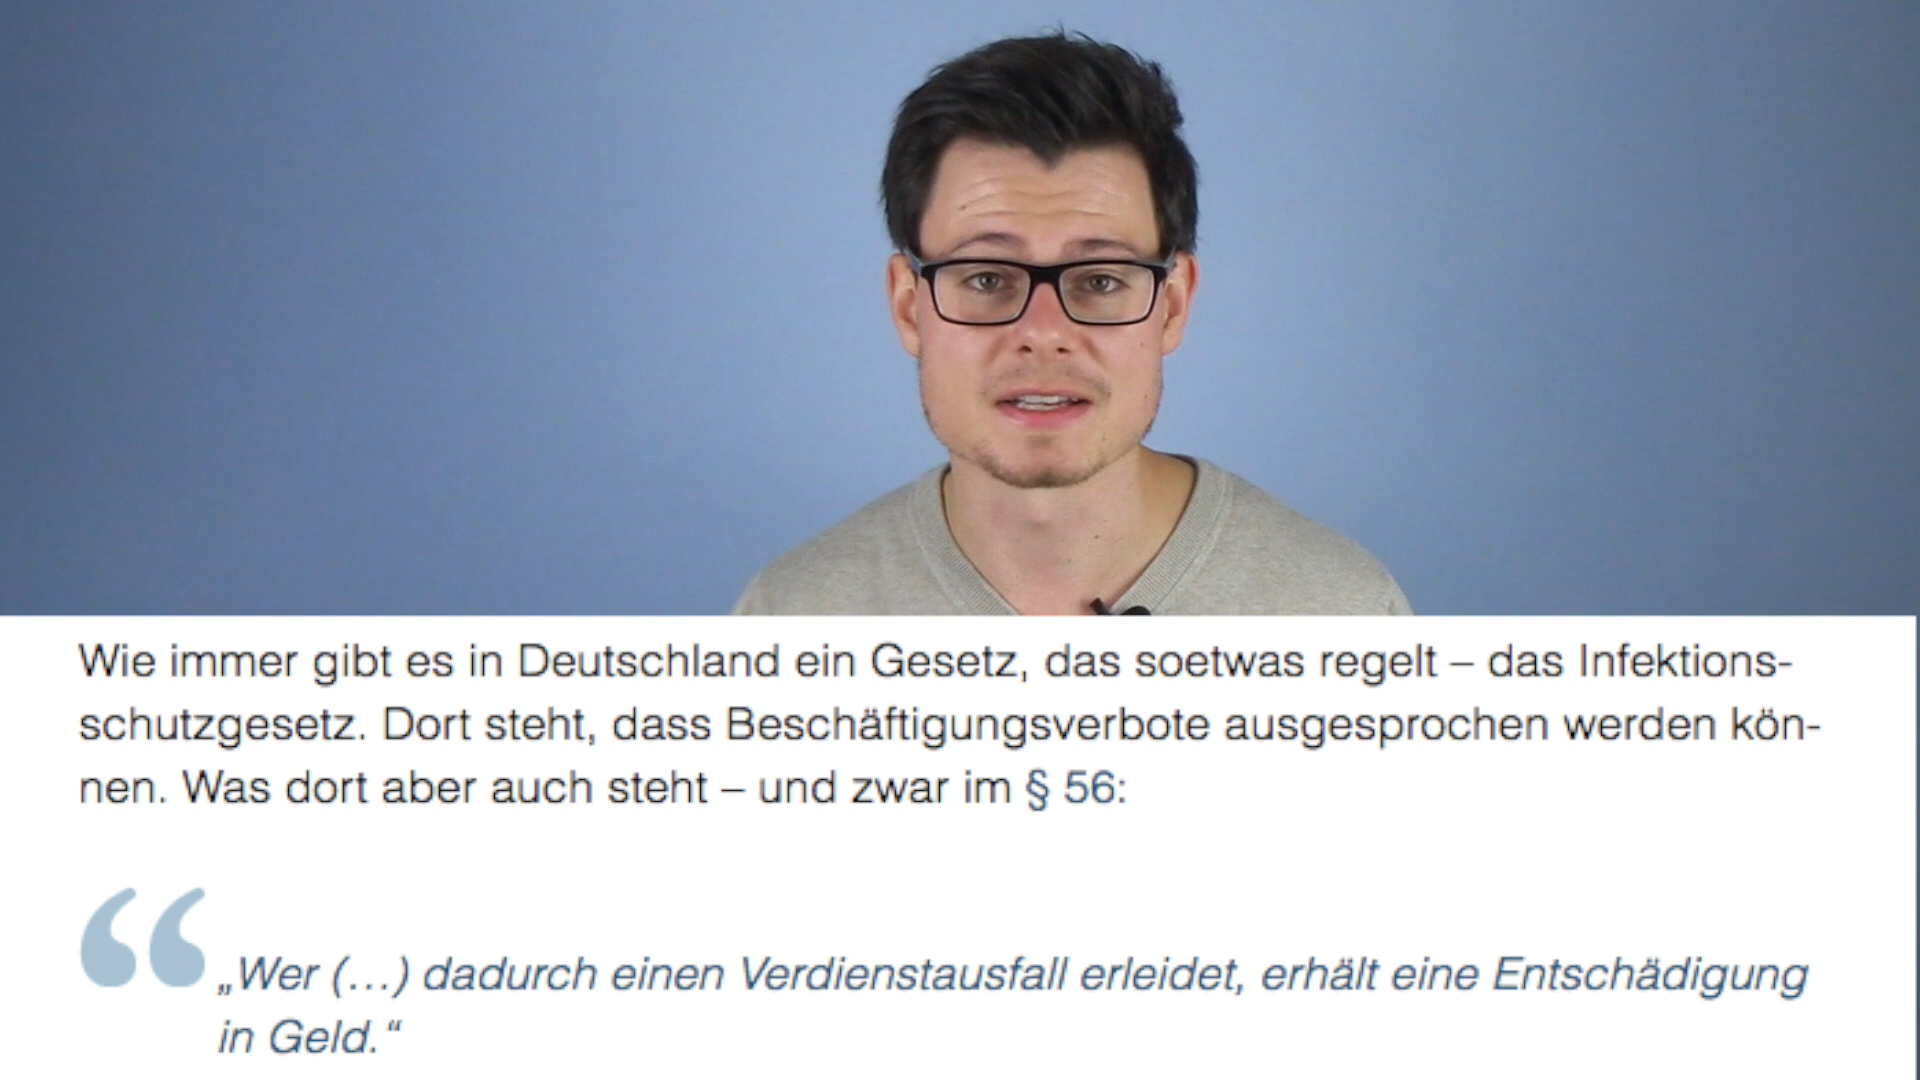 Wie immer gibt es in Deutschland ein Gesetz, das soetwas regelt – das Infektions-
schutzgesetz. Dort steht, dass Beschäftigungsverbote ausgesprochen werden kön-
nen. Was dort aber auch steht – und zwar im § 56:
“
„Wer (…) dadurch einen Verdienstausfall erleidet, erhält eine Entschädigung
in Geld.“